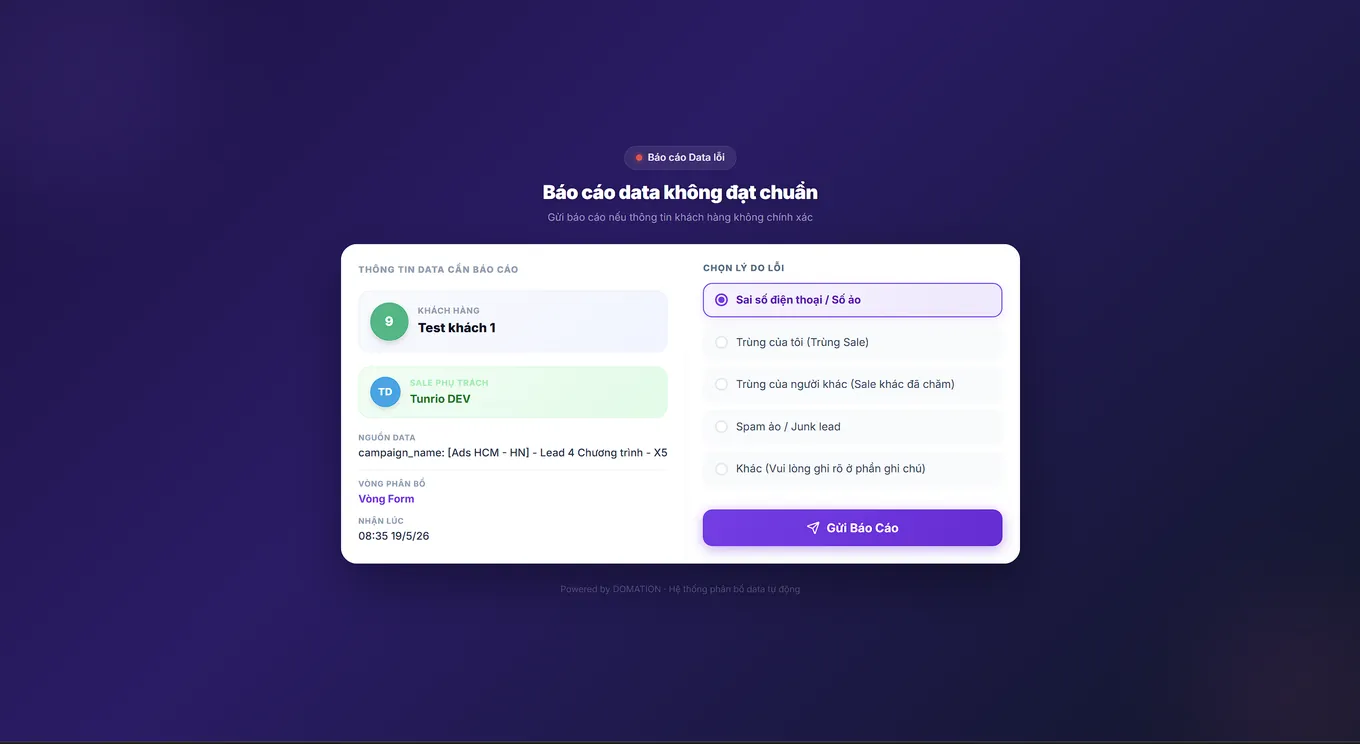 Báo cáo Data lỗi
Báo cáo data không đạt chuẩn
Gửi báo cáo nếu thông tin khách hàng không chính xác
THÔNG TIN DATA CẦN BÁO CÁO
9
KHÁCH HÀNG
Test khách 1
TD
SALE PHỤ TRÁCH
Tunrio DEV
NGUỒN DATA
campaign_name: [Ads HCM - HN] - Lead 4 Chương trình - X5
VÒNG PHÂN BỔ
Vòng Form
NHẬN LÚC
08:35 19/5/26
CHỌN LÝ DO LỖI
Sai số điện thoại / Số ảo
Trùng của tôi (Trùng Sale)
Trùng của người khác (Sale khác đã chăm)
Spam ảo / Junk lead
Khác (Vui lòng ghi rõ ở phần ghi chú)
Gửi Báo Cáo
Powered by DOMATION · Hệ thống phân bổ data tự động